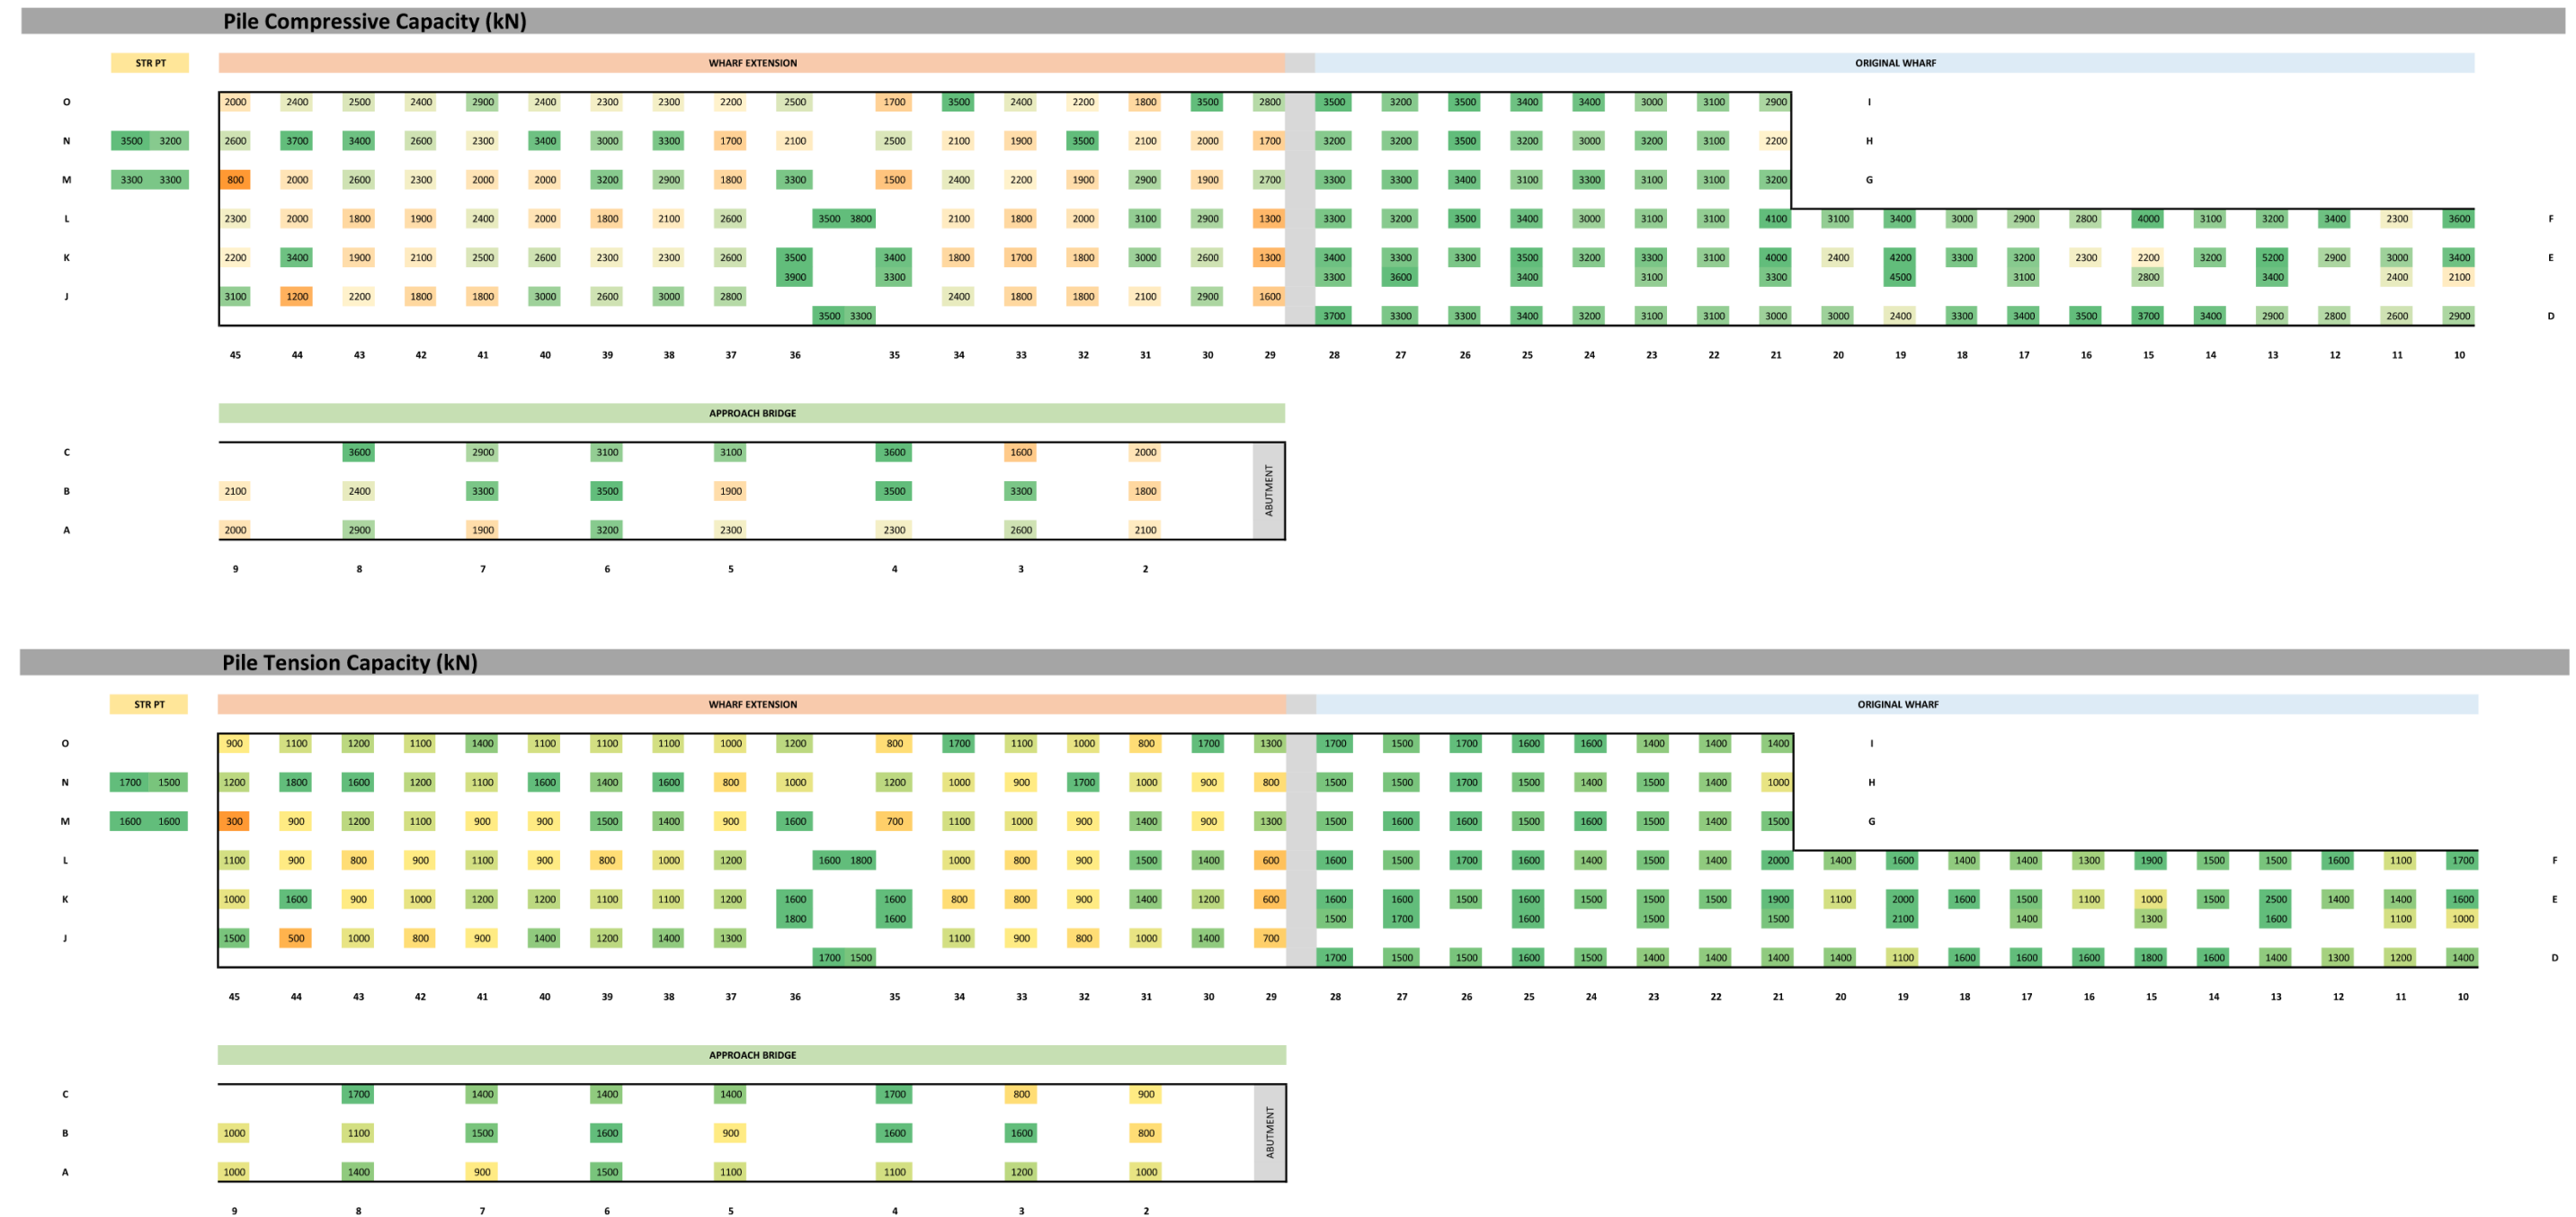 Pile Compressive Capacity (kN)
STR PT WHARF EXTENSION ORIGINAL WHARF
O 2000 2400 2500 2400 2900 2400 2300 2300 2200 2500 1700 3500 2400 2200 1800 3500 2800 3500 3200 3500 3400 3400 3000 3100 2900 I
N 3500 3200 2600 3700 3400 2600 2300 3400 3000 3300 1700 2100 2500 2100 1900 3500 2100 2000 1700 3200 3200 3500 3200 3000 3200 3100 2200 H
M 3300 3300 800 2000 2600 2300 2000 2000 3200 2900 1800 3300 1500 2400 2200 1900 2900 1900 2700 3300 3300 3400 3100 3300 3100 3100 3200 G
L 2300 2000 1800 1900 2400 2000 1800 2100 2600 3500 3800 2100 1800 2000 3100 2900 1300 3300 3200 3500 3400 3000 3100 3100 4100 3100 3400 3000 2900 2800 4000 3100 3200 3400 2300 3600 F
K 2200 3400 1900 2100 2500 2600 2300 2300 2600 3500 3400 1800 1700 1800 3000 2600 1300 3400 3300 3300 3500 3200 3300 3100 4000 2400 4200 3300 3200 2300 2200 3200 5200 2900 3000 3400 E
3900 3300 3300 3600 3400 3100 3300 4500 3100 2800 3400 2400 2100
J 3100 1200 2200 1800 1800 3000 2600 3000 2800 2400 1800 1800 2100 2900 1600
3500 3300 3700 3300 3300 3400 3200 3100 3100 3000 3000 2400 3300 3400 3500 3700 3400 2900 2800 2600 2900 D
45 44 43 42 41 40 39 38 37 36 35 34 33 32 31 30 29 28 27 26 25 24 23 22 21 20 19 18 17 16 15 14 13 12 11 10
APPROACH BRIDGE
C 3600 2900 3100 3100 3600 1600 2000
B 2100 2400 3300 3500 1900 3500 3300 1800 ABUTMENT
A 2000 2900 1900 3200 2300 2300 2600 2100
9 8 7 6 5 4 3 2
Pile Tension Capacity (kN)
STR PT WHARF EXTENSION ORIGINAL WHARF
O 900 1100 1200 1100 1400 1100 1100 1100 1000 1200 800 1700 1100 1000 800 1700 1300 1700 1500 1700 1600 1600 1400 1400 1400 I
N 1700 1500 1200 1800 1600 1200 1100 1600 1400 1600 800 1000 1200 1000 900 1700 1000 900 800 1500 1500 1700 1500 1400 1500 1400 1000 H
M 1600 1600 300 900 1200 1100 900 900 1500 1400 900 1600 700 1100 1000 900 1400 900 1300 1500 1600 1600 1500 1600 1500 1400 1500 G
L 1100 900 800 900 1100 900 800 1000 1200 1600 1800 1000 800 900 1500 1400 600 1600 1500 1700 1600 1400 1500 1400 2000 1400 1600 1400 1400 1300 1900 1500 1500 1600 1100 1700 F
K 1000 1600 900 1000 1200 1200 1100 1100 1200 1600 1600 800 800 900 1400 1200 600 1600 1600 1500 1600 1500 1500 1500 1900 1100 2000 1600 1500 1100 1000 1500 2500 1400 1400 1600 E
1800 1600 1500 1700 1600 1500 1500 2100 1400 1300 1600 1100 1000
J 1500 500 1000 800 900 1400 1200 1400 1300 1100 900 800 1000 1400 700
1700 1500 1700 1500 1500 1600 1500 1400 1400 1400 1400 1100 1600 1600 1600 1800 1600 1400 1300 1200 1400 D
45 44 43 42 41 40 39 38 37 36 35 34 33 32 31 30 29 28 27 26 25 24 23 22 21 20 19 18 17 16 15 14 13 12 11 10
APPROACH BRIDGE
C 1700 1400 1400 1400 1700 800 900
B 1000 1100 1500 1600 900 1600 1600 800 ABUTMENT
A 1000 1400 900 1500 1100 1100 1200 1000
9 8 7 6 5 4 3 2